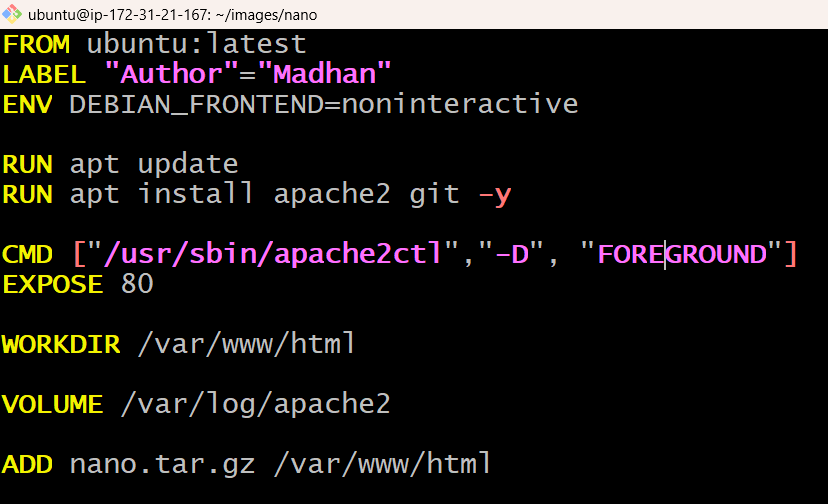 ubuntu@ip-172-31-21-167: ~/images/nano
FROM ubuntu:latest
LABEL "Author"="Madhan"
ENV DEBIAN_FRONTEND=noninteractive
RUN apt update
RUN apt install apache2 git -y
CMD ["/usr/sbin/apache2ctl","-D", "FOREGROUND"]
EXPOSE 80
WORKDIR /var/www/html
VOLUME /var/log/apache2
ADD nano.tar.gz /var/www/html